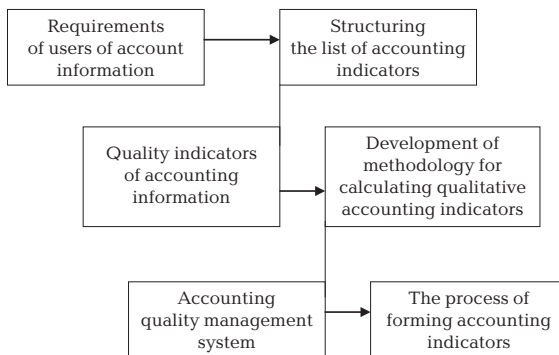 Requirements
of users of account
information
Structuring
the list of accounting
indicators
Quality indicators
of accounting
information
Development of
methodology for
calculating qualitative
accounting indicators
Accounting
quality management
system
The process of
forming accounting
indicators